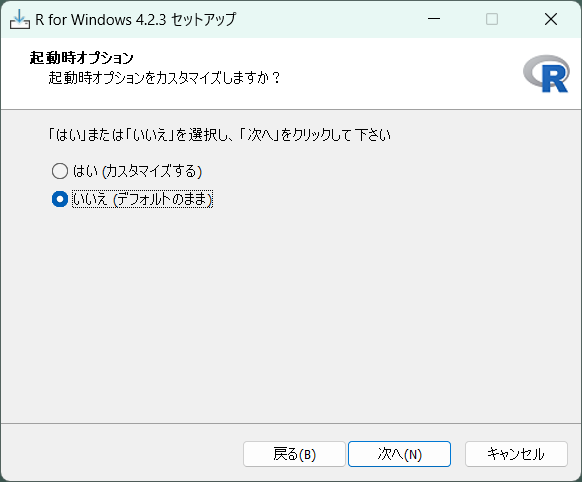 R for Windows 4.2.3 セットアップ
起動時オプション
起動時オプションをカスタマイズしますか？
R
「はい」または「いいえ」を選択し、「次へ」をクリックして下さい
はい (カスタマイズする)
いいえ (デフォルトのまま)
戻る(B) 次へ(N) キャンセル